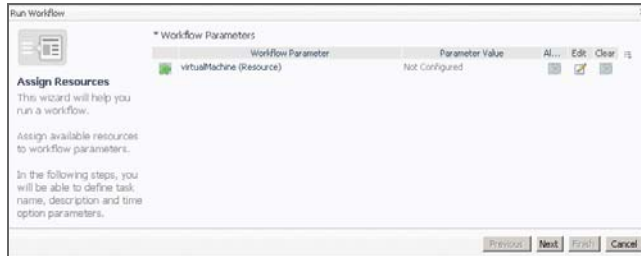 Run Workflow
* Workflow Parameters
Workflow Parameter Parameter Value Al... Edit Clear
virtualMachine (Resource) Not Configured
Assign Resources
This wizard will help you
run a workflow.
Assign available resources
to workflow parameters.
In the following steps, you
will be able to define task
name, description and time
option parameters.
Previous Next Finish Cancel